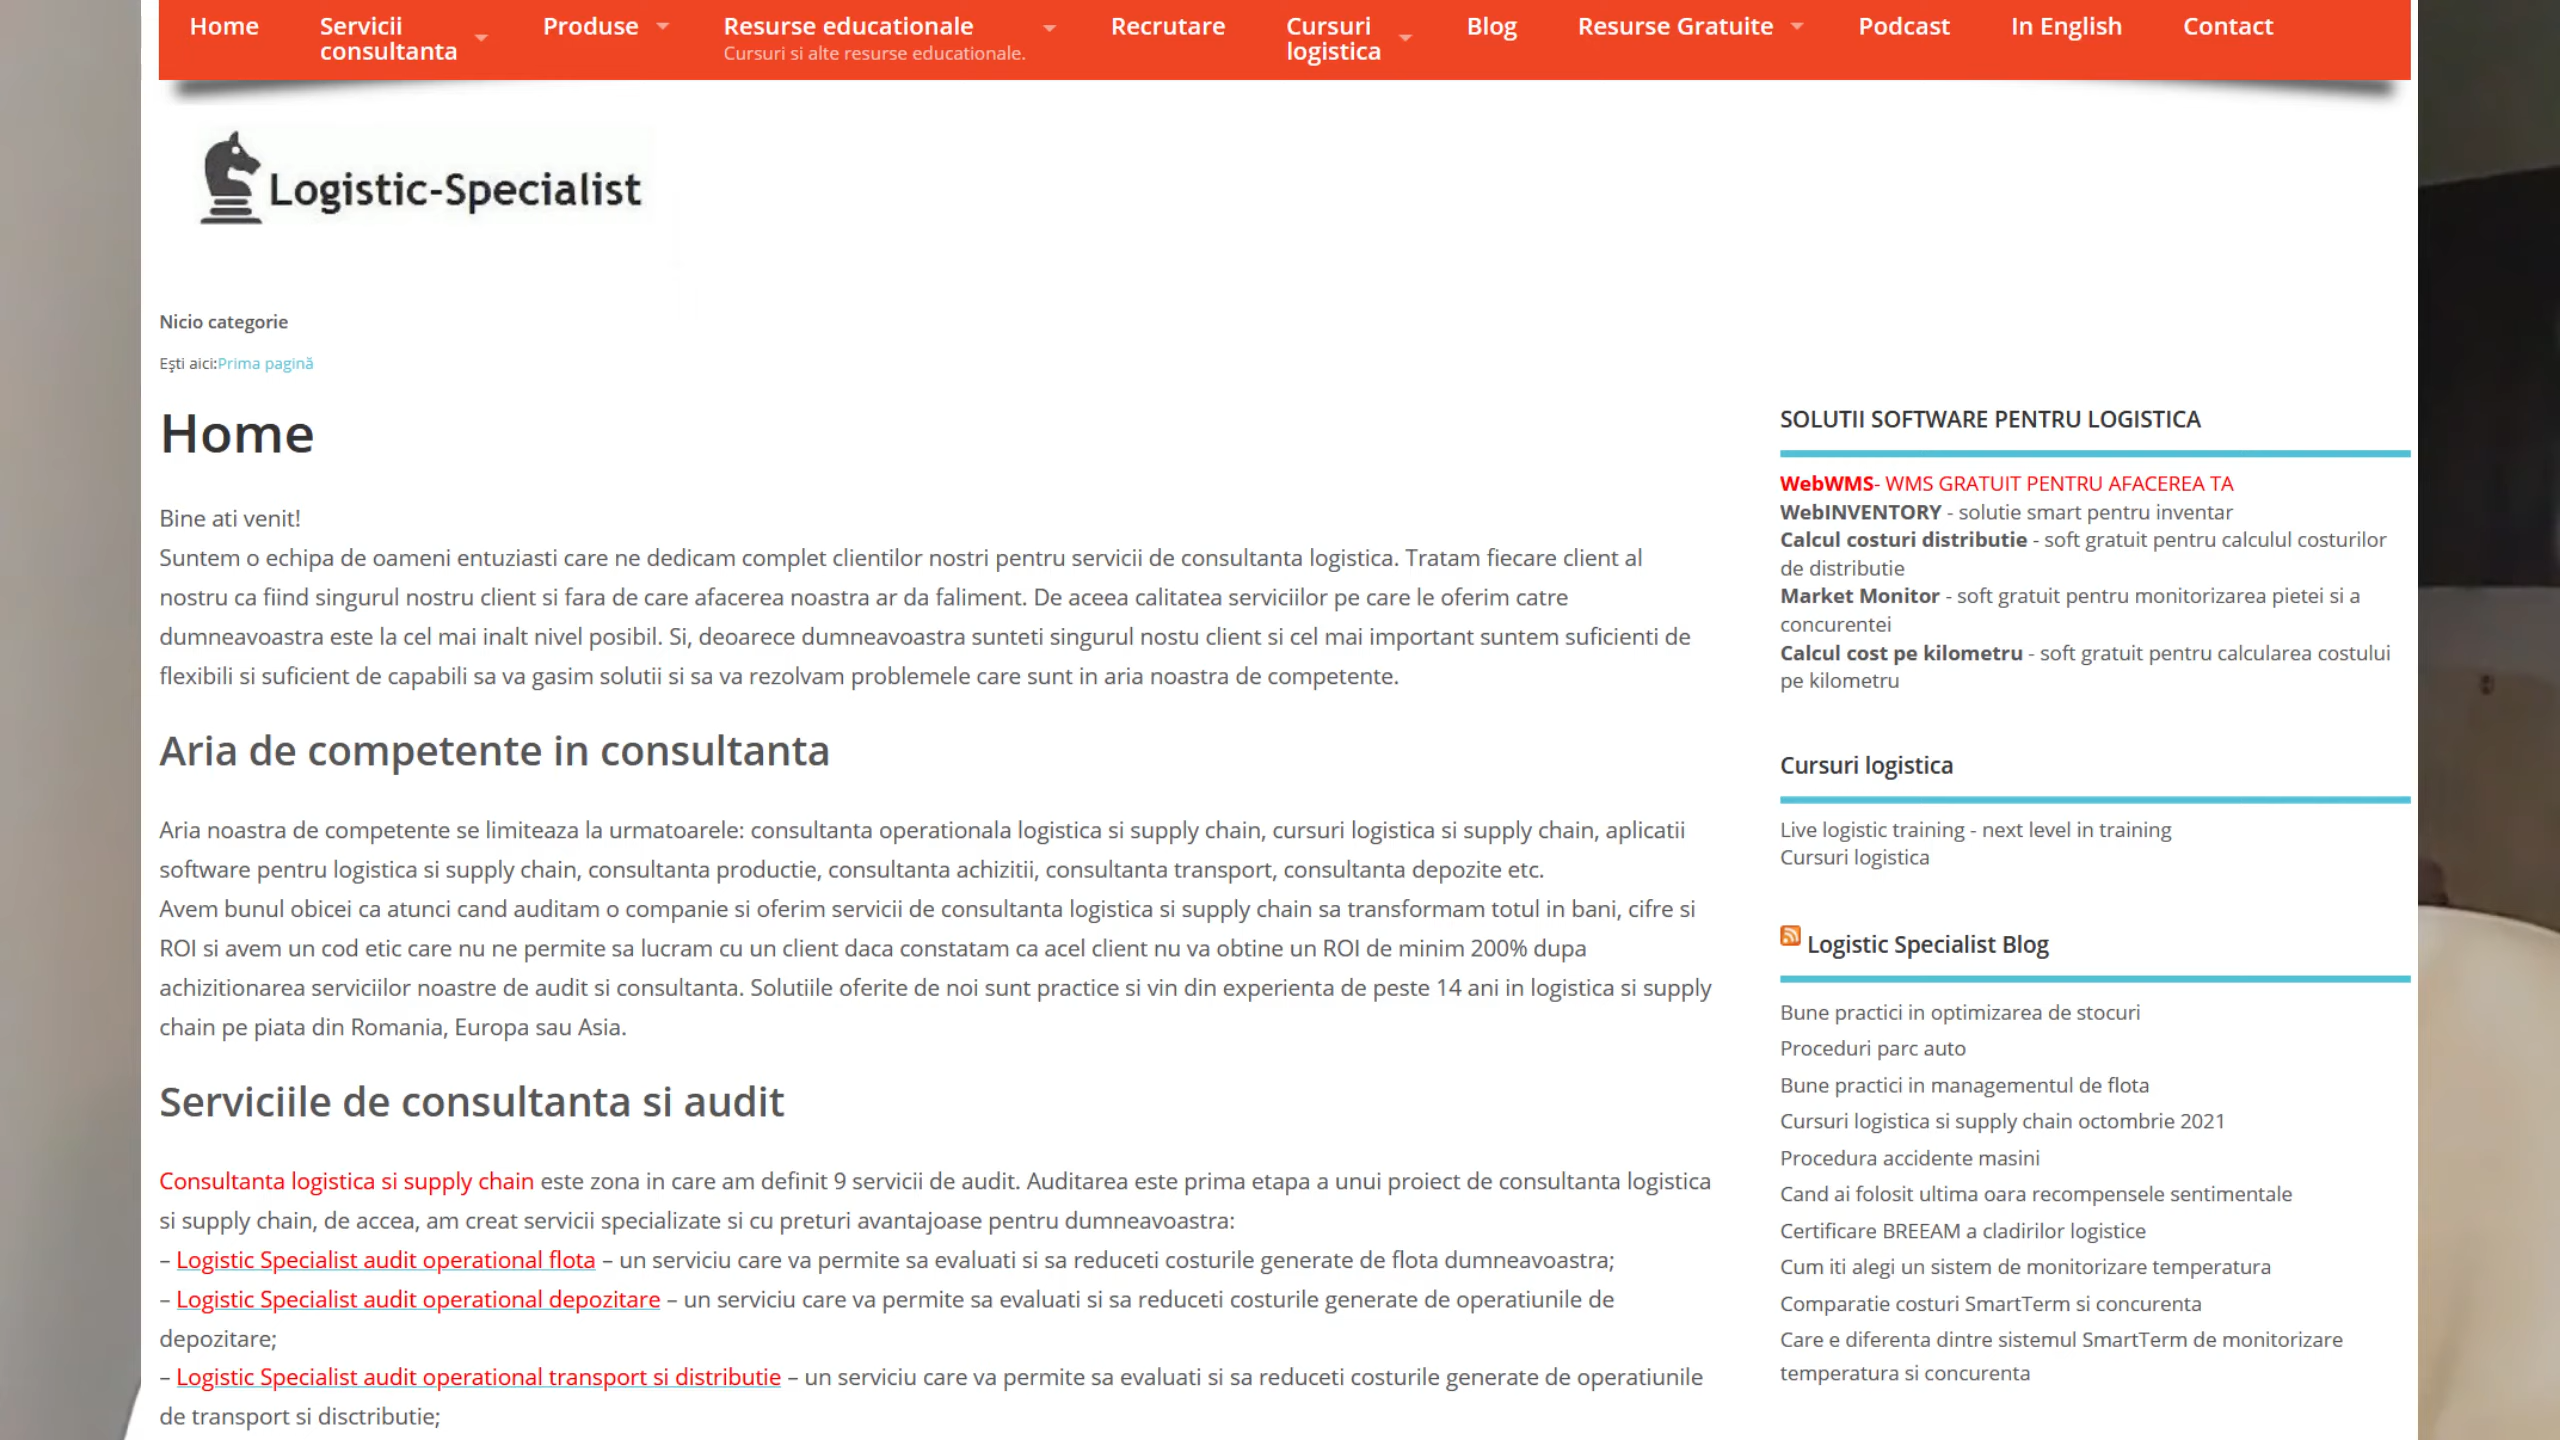 Home
Servicii consultanta
Produse
Resurse educationale
Cursuri si alte resurse educationale.
Recrutare
Cursuri logistica
Blog
Resurse Gratuite
Podcast
In English
Contact
Logistic-Specialist
Nicio categorie
Ești aici:Prima pagină
Home
Bine ati venit!
Suntem o echipa de oameni entuziasti care ne dedicam complet clientilor nostri pentru servicii de consultanta logistica. Tratam fiecare client al
nostru ca fiind singurul nostru client si fara de care afacerea noastra ar da faliment. De aceea calitatea serviciilor pe care le oferim catre
dumneavoastra este la cel mai inalt nivel posibil. Si, deoarece dumneavoastra sunteti singurul nostu client si cel mai important suntem suficienti de
flexibili si suficient de capabili sa va gasim solutii si sa va rezolvam problemele care sunt in aria noastra de competente.
Aria de competente in consultanta
Aria noastra de competente se limiteaza la urmatoarele: consultanta operationala logistica si supply chain, cursuri logistica si supply chain, aplicatii
software pentru logistica si supply chain, consultanta productie, consultanta achizitii, consultanta transport, consultanta depozite etc.
Avem bunul obicei ca atunci cand auditam o companie si oferim servicii de consultanta logistica si supply chain sa transformam totul in bani, cifre si
ROI si avem un cod etic care nu ne permite sa lucram cu un client daca constatam ca acel client nu va obtine un ROI de minim 200% dupa
achizitionarea serviciilor noastre de audit si consultanta. Solutiile oferite de noi sunt practice si vin din experienta de peste 14 ani in logistica si supply
chain pe piata din Romania, Europa sau Asia.
Serviciile de consultanta si audit
Consultanta logistica si supply chain este zona in care am definit 9 servicii de audit. Auditarea este prima etapa a unui proiect de consultanta logistica
si supply chain, de accea, am creat servicii specializate si cu preturi avantajoase pentru dumneavoastra:
– Logistic Specialist audit operational flota – un serviciu care va permite sa evaluati si sa reduceti costurile generate de flota dumneavoastra;
– Logistic Specialist audit operational depozitare – un serviciu care va permite sa evaluati si sa reduceti costurile generate de operatiunile de
depozitare;
– Logistic Specialist audit operational transport si distributie – un serviciu care va permite sa evaluati si sa reduceti costurile generate de operatiunile
de transport si disctributie;
SOLUTII SOFTWARE PENTRU LOGISTICA
WebWMS- WMS GRATUIT PENTRU AFACEREA TA
WebINVENTORY - solutie smart pentru inventar
Calcul costuri distributie - soft gratuit pentru calculul costurilor
de distributie
Market Monitor - soft gratuit pentru monitorizarea pietei si a
concurentei
Calcul cost pe kilometru - soft gratuit pentru calcularea costului
pe kilometru
Cursuri logistica
Live logistic training - next level in training
Cursuri logistica
Logistic Specialist Blog
Bune practici in optimizarea de stocuri
Proceduri parc auto
Bune practici in managementul de flota
Cursuri logistica si supply chain octombrie 2021
Procedura accidente masini
Cand ai folosit ultima oara recompensele sentimentale
Certificare BREEAM a cladirilor logistice
Cum iti alegi un sistem de monitorizare temperatura
Comparatie costuri SmartTerm si concurenta
Care e diferenta dintre sistemul SmartTerm de monitorizare
temperatura si concurenta